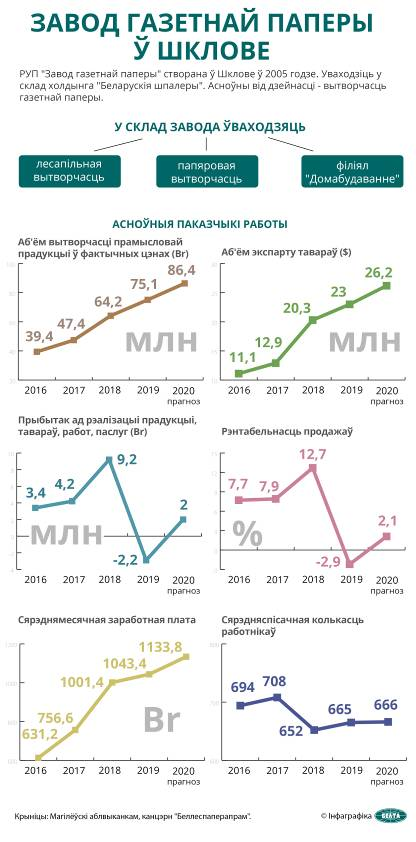 ЗАВОД ГАЗЕТНАЙ ПАПЕРЫ
Ў ШКЛОВЕ
РУП "Завод газетнай паперы" створана ў Шклове ў 2005 годзе. Уваходзіць у
склад холдынга "Беларускія шпалеры". Асноўны від дзейнасці - вытворчасць
газетнай паперы.
У СКЛАД ЗАВОДА ЎВАХОДЗЯЦЬ
лесапільная
вытворчасць
папяровая
вытворчасць
філіял
"Домабудаванне"
АСНОЎНЫЯ ПАКАЗЧЫКІ РАБОТЫ
Аб'ём вытворчасці прамысловай
прадукцыі ў фактычных цэнах (Br)
39,4
47,4
64,2
75,1
86,4
МЛН
2016 2017 2018 2019 2020
прагноз
Аб'ём экспарту тавараў ($)
11,1
12,9
20,3
23
26,2
МЛН
2016 2017 2018 2019 2020
прагноз
Прыбытак ад рэалізацыі прадукцыі,
тавараў, работ, паслуг (Br)
3,4
4,2
9,2
-2,2
2
МЛН
2016 2017 2018 2019 2020
прагноз
Рэнтабельнасць продажаў
7,7
7,9
12,7
-2,9
2,1
%
2016 2017 2018 2019 2020
прагноз
Сярэднямесячная заработная плата
631,2
756,6
1001,4
1043,4
1133,8
Br
2016 2017 2018 2019 2020
прагноз
Сярэдняспісачная колькасць
работнікаў
694
708
652
665
666
2016 2017 2018 2019 2020
прагноз
Крыніцы: Магілёўскі аблвыканкам, канцэрн "Беллеспаперапрам".
© Інфаграфіка БЕЛТА